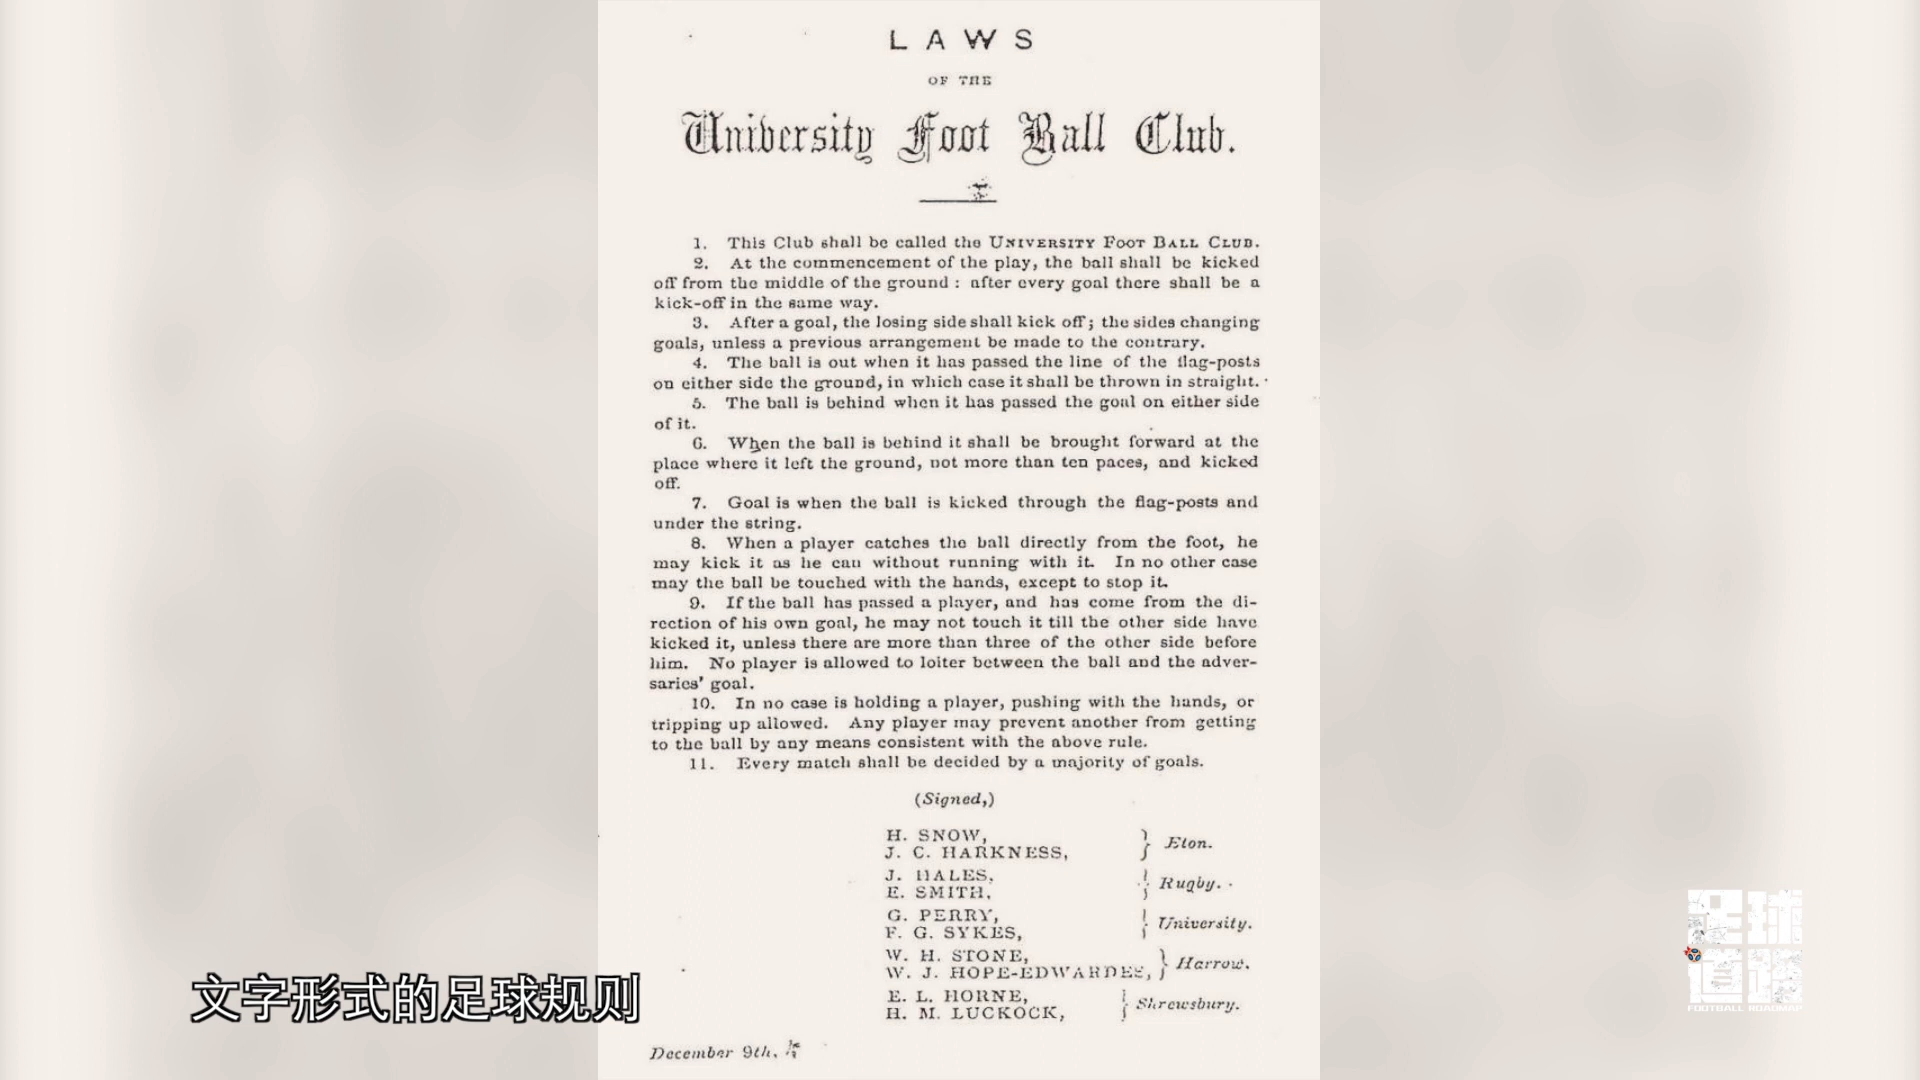 LAWS
OF THE
University Foot Ball Club.
1. This Club shall be called the UNIVERSITY FOOT BALL CLUB.
2. At the commencement of the play, the ball shall be kicked
off from the middle of the ground : after every goal there shall be a
kick-off in the same way.
3. After a goal, the losing side shall kick off; the sides changing
goals, unless a previous arrangement be made to the contrary.
4. The ball is out when it has passed the line of the flag-posts
on either side the ground, in which case it shall be thrown in straight.
5. The ball is behind when it has passed the goal on either side
of it.
6. When the ball is behind it shall be brought forward at the
place where it left the ground, not more than ten paces, and kicked
off.
7. Goal is when the ball is kicked through the flag-posts and
under the string.
8. When a player catches the ball directly from the foot, he
may kick it as he can without running with it. In no other case
may the ball be touched with the hands, except to stop it.
9. If the ball has passed a player, and has come from the di-
rection of his own goal, he may not touch it till the other side have
kicked it, unless there are more than three of the other side before
him. No player is allowed to loiter between the ball and the adver-
saries' goal.
10. In no case is holding a player, pushing with the hands, or
tripping up allowed. Any player may prevent another from getting
to the ball by any means consistent with the above rule.
11. Every match shall be decided by a majority of goals.
(Signed,)
H. SNOW,
J. C. HARKNESS, } Eton.
J. HALES,
E. SMITH, } Rugby.
G. PERRY,
F. G. SYKES, } University.
W. H. STONE,
W. J. HOPE-EDWARDES, } Harrow.
E. L. HORNE,
H. M. LUCKOCK, } Shrewsbury.
December 9th,
文字形式的足球规则
足球
道路
FOOTBALL ROADMAP